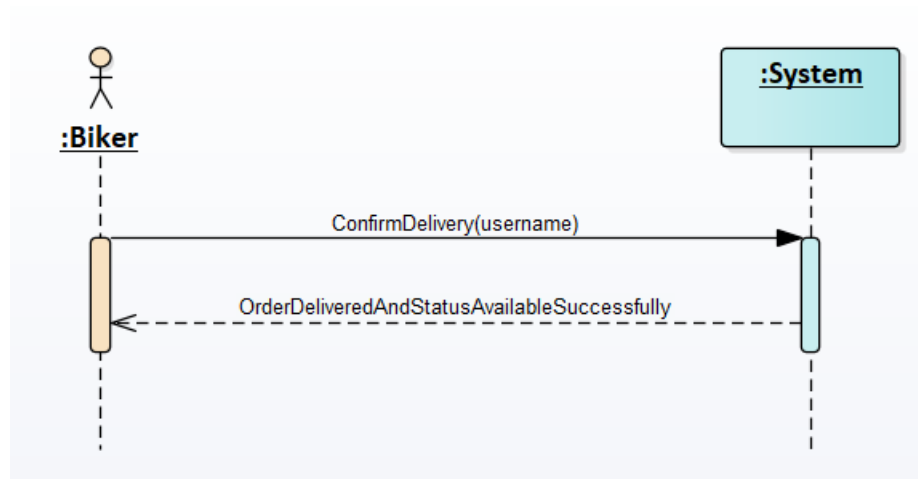 :System
:Biker
ConfirmDelivery(username)
OrderDeliveredAndStatusAvailableSuccessfully